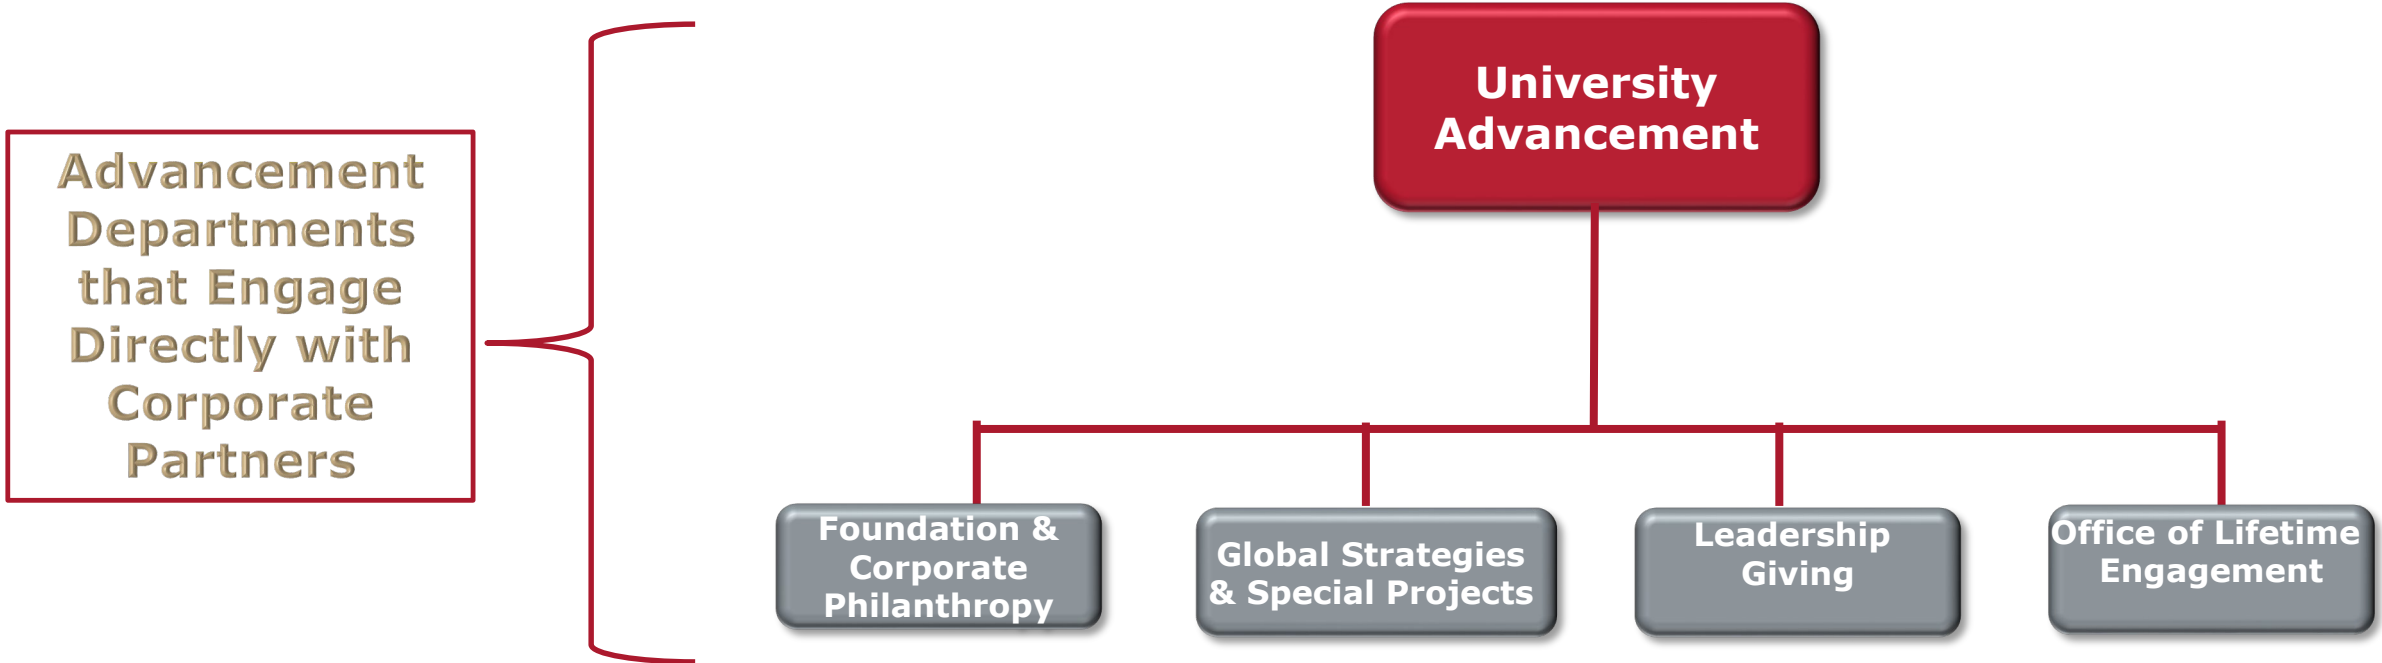 Advancement
Departments
that Engage
Directly with
Corporate
Partners
University
Advancement
Foundation &
Corporate
Philanthropy
Global Strategies
& Special Projects
Leadership
Giving
Office of Lifetime
Engagement